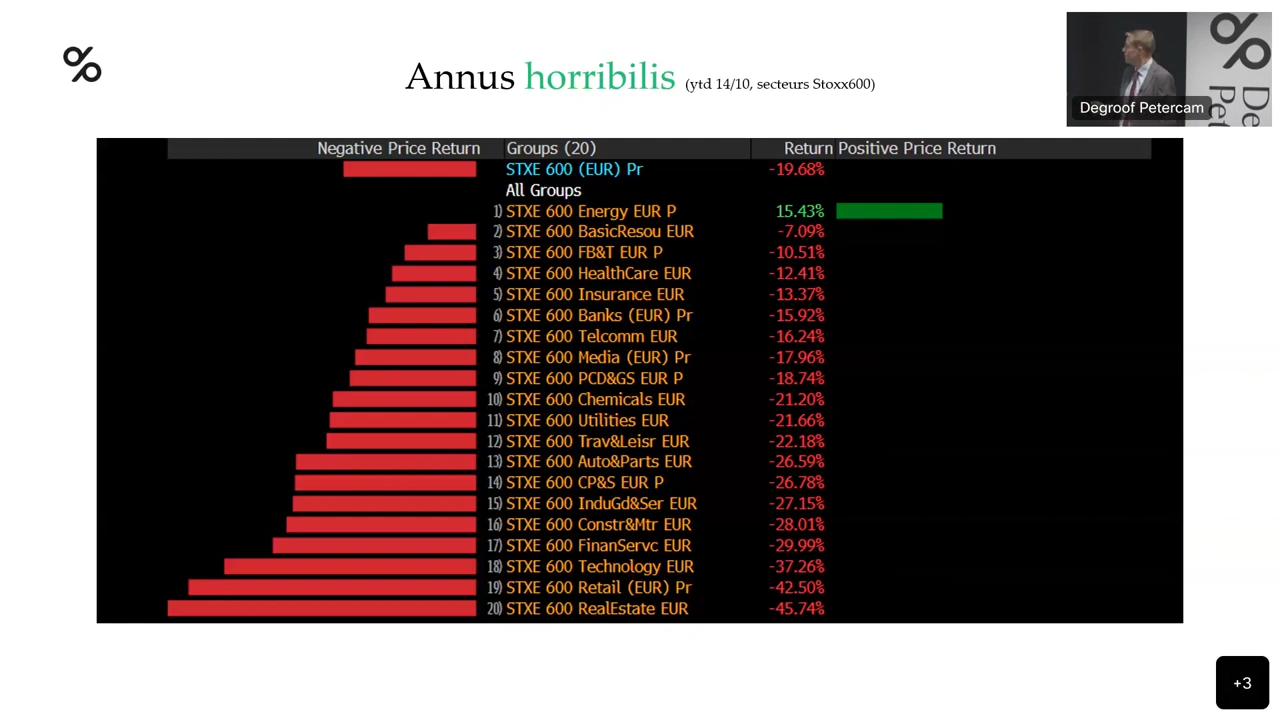 Annus horribilis (ytd 14/10, secteurs Stoxx600)
De
Pe
Degroof Petercam
Negative Price Return Groups (20) Return Positive Price Return
STXE 600 (EUR) Pr -19.68%
All Groups
1) STXE 600 Energy EUR P 15.43%
2) STXE 600 BasicResou EUR -7.09%
3) STXE 600 FB&T EUR P -10.51%
4) STXE 600 HealthCare EUR -12.41%
5) STXE 600 Insurance EUR -13.37%
6) STXE 600 Banks (EUR) Pr -15.92%
7) STXE 600 Telcomm EUR -16.24%
8) STXE 600 Media (EUR) Pr -17.96%
9) STXE 600 PCD&GS EUR P -18.74%
10) STXE 600 Chemicals EUR -21.20%
11) STXE 600 Utilities EUR -21.66%
12) STXE 600 Trav&Leisr EUR -22.18%
13) STXE 600 Auto&Parts EUR -26.59%
14) STXE 600 CP&S EUR P -26.78%
15) STXE 600 InduGd&Ser EUR -27.15%
16) STXE 600 Constr&Mtr EUR -28.01%
17) STXE 600 FinanServc EUR -29.99%
18) STXE 600 Technology EUR -37.26%
19) STXE 600 Retail (EUR) Pr -42.50%
20) STXE 600 RealEstate EUR -45.74%
+3